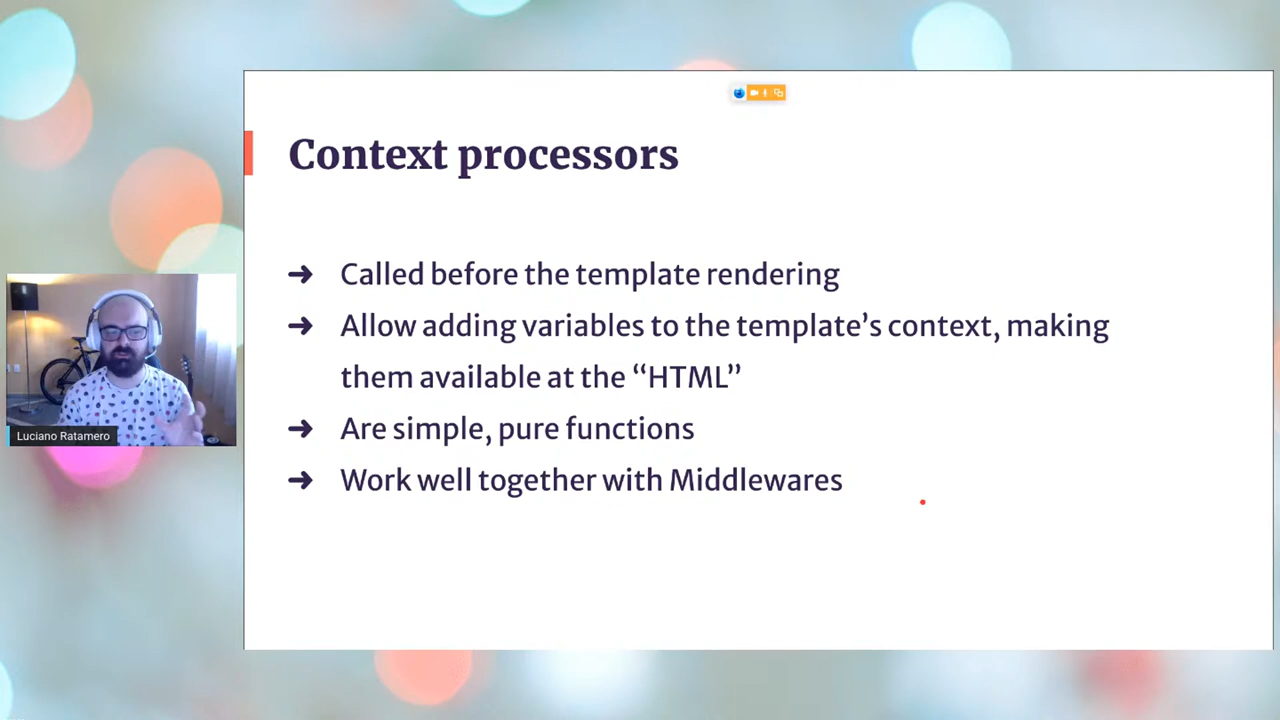 Context processors
➜ Called before the template rendering
➜ Allow adding variables to the template’s context, making
them available at the “HTML”
➜ Are simple, pure functions
➜ Work well together with Middlewares
Luciano Ratamero